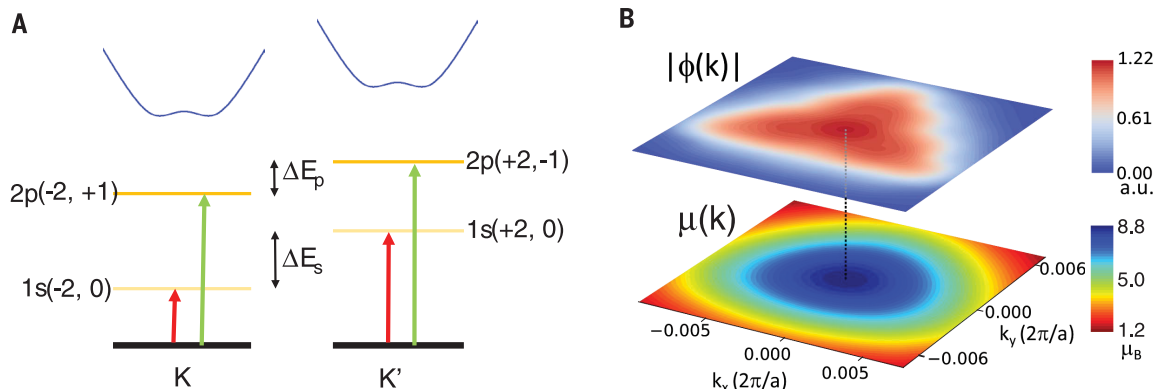 A
2p(-2, +1)
ΔEp
2p(+2,-1)
1s(+2, 0)
ΔEs
1s(-2, 0)
K
K'
B
|ϕ(k)|
1.22
0.61
0.00
a.u.
μ(k)
8.8
5.0
1.2
μB
−0.005
0.000
0.005
kx (2π/a)
0.006
0.000
−0.006
ky (2π/a)